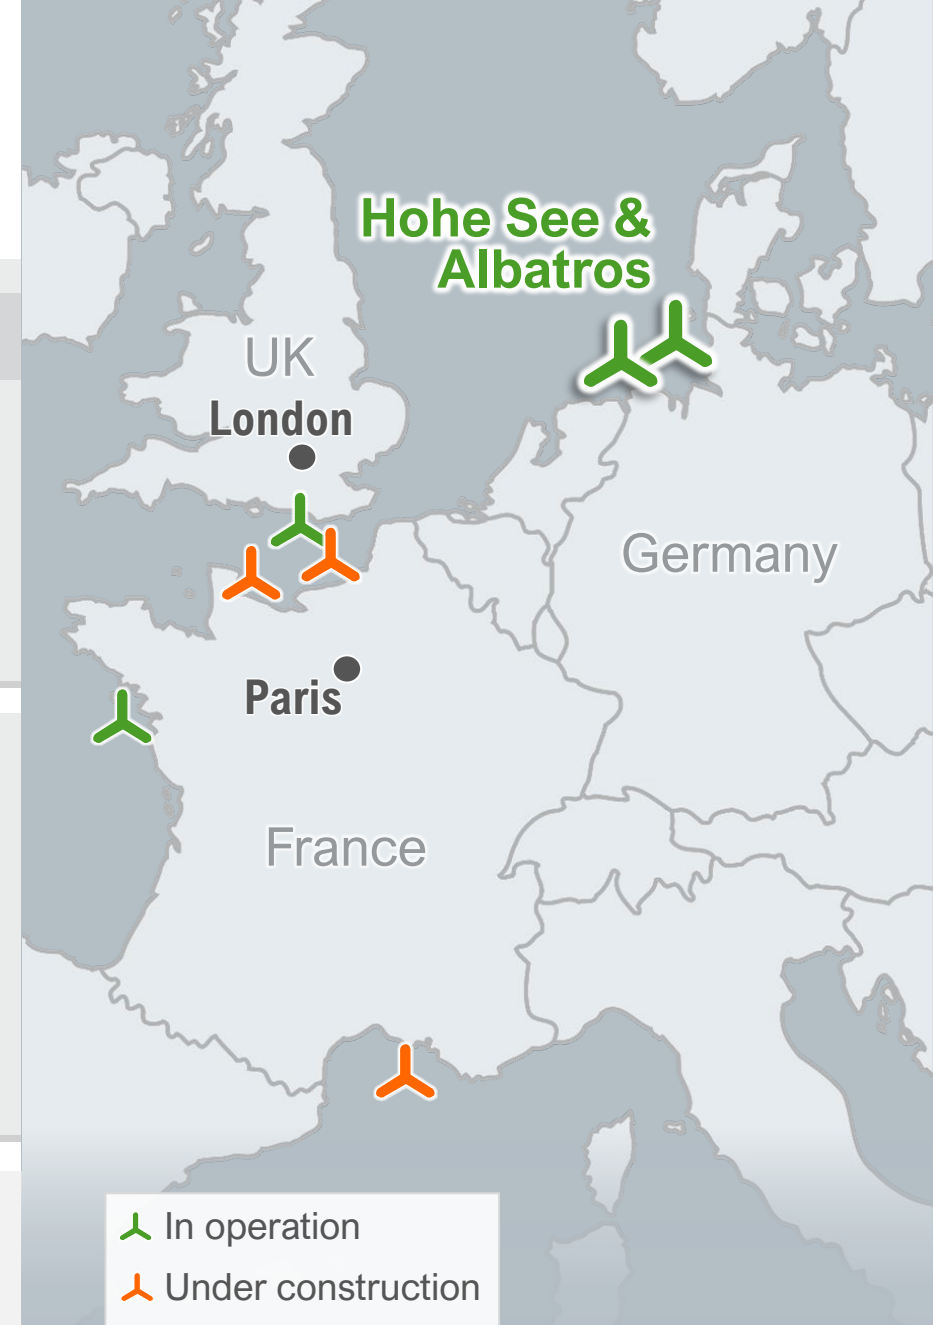 Hohe See &
Albatros
UK
London
Germany
Paris
France
In operation
Under construction